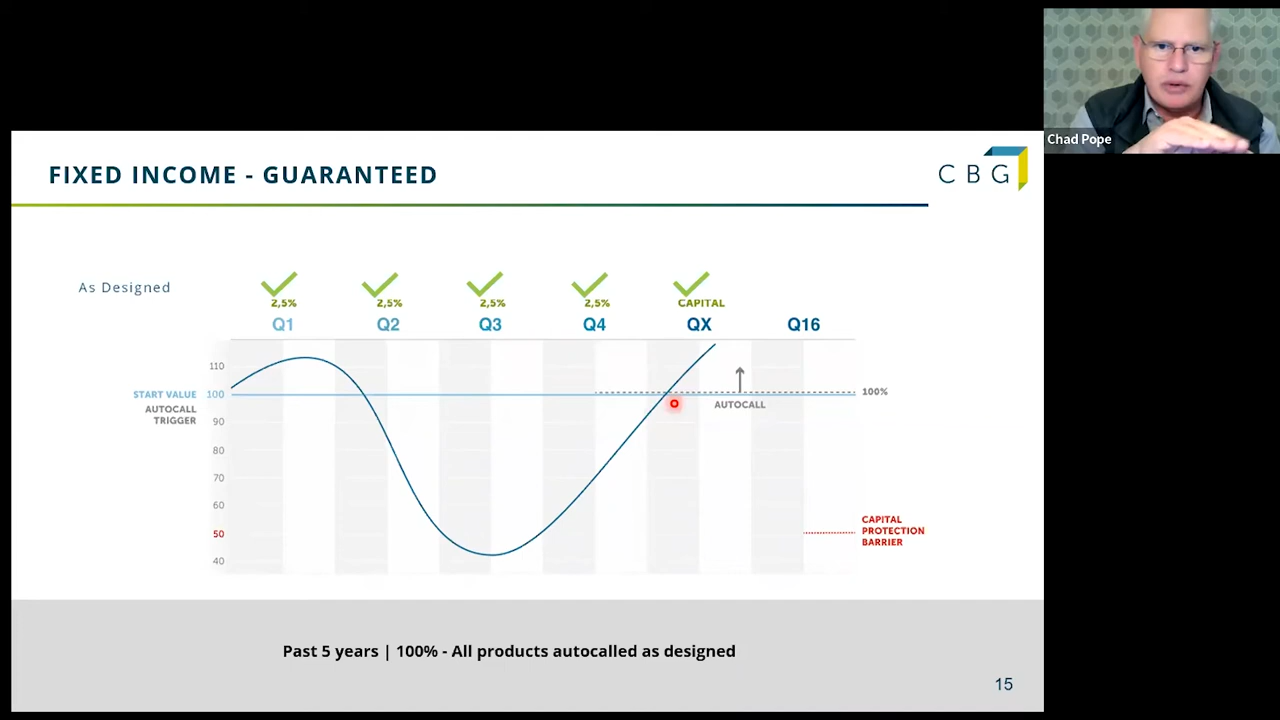 Chad Pope
FIXED INCOME - GUARANTEED
CBG
As Designed
2,5% 2,5% 2,5% 2,5% CAPITAL
Q1 Q2 Q3 Q4 QX Q16
110
START VALUE 100
AUTOCALL
TRIGGER
100%
AUTOCALL
90
80
70
60
50
40
CAPITAL
PROTECTION
BARRIER
Past 5 years | 100% - All products autocalled as designed
15